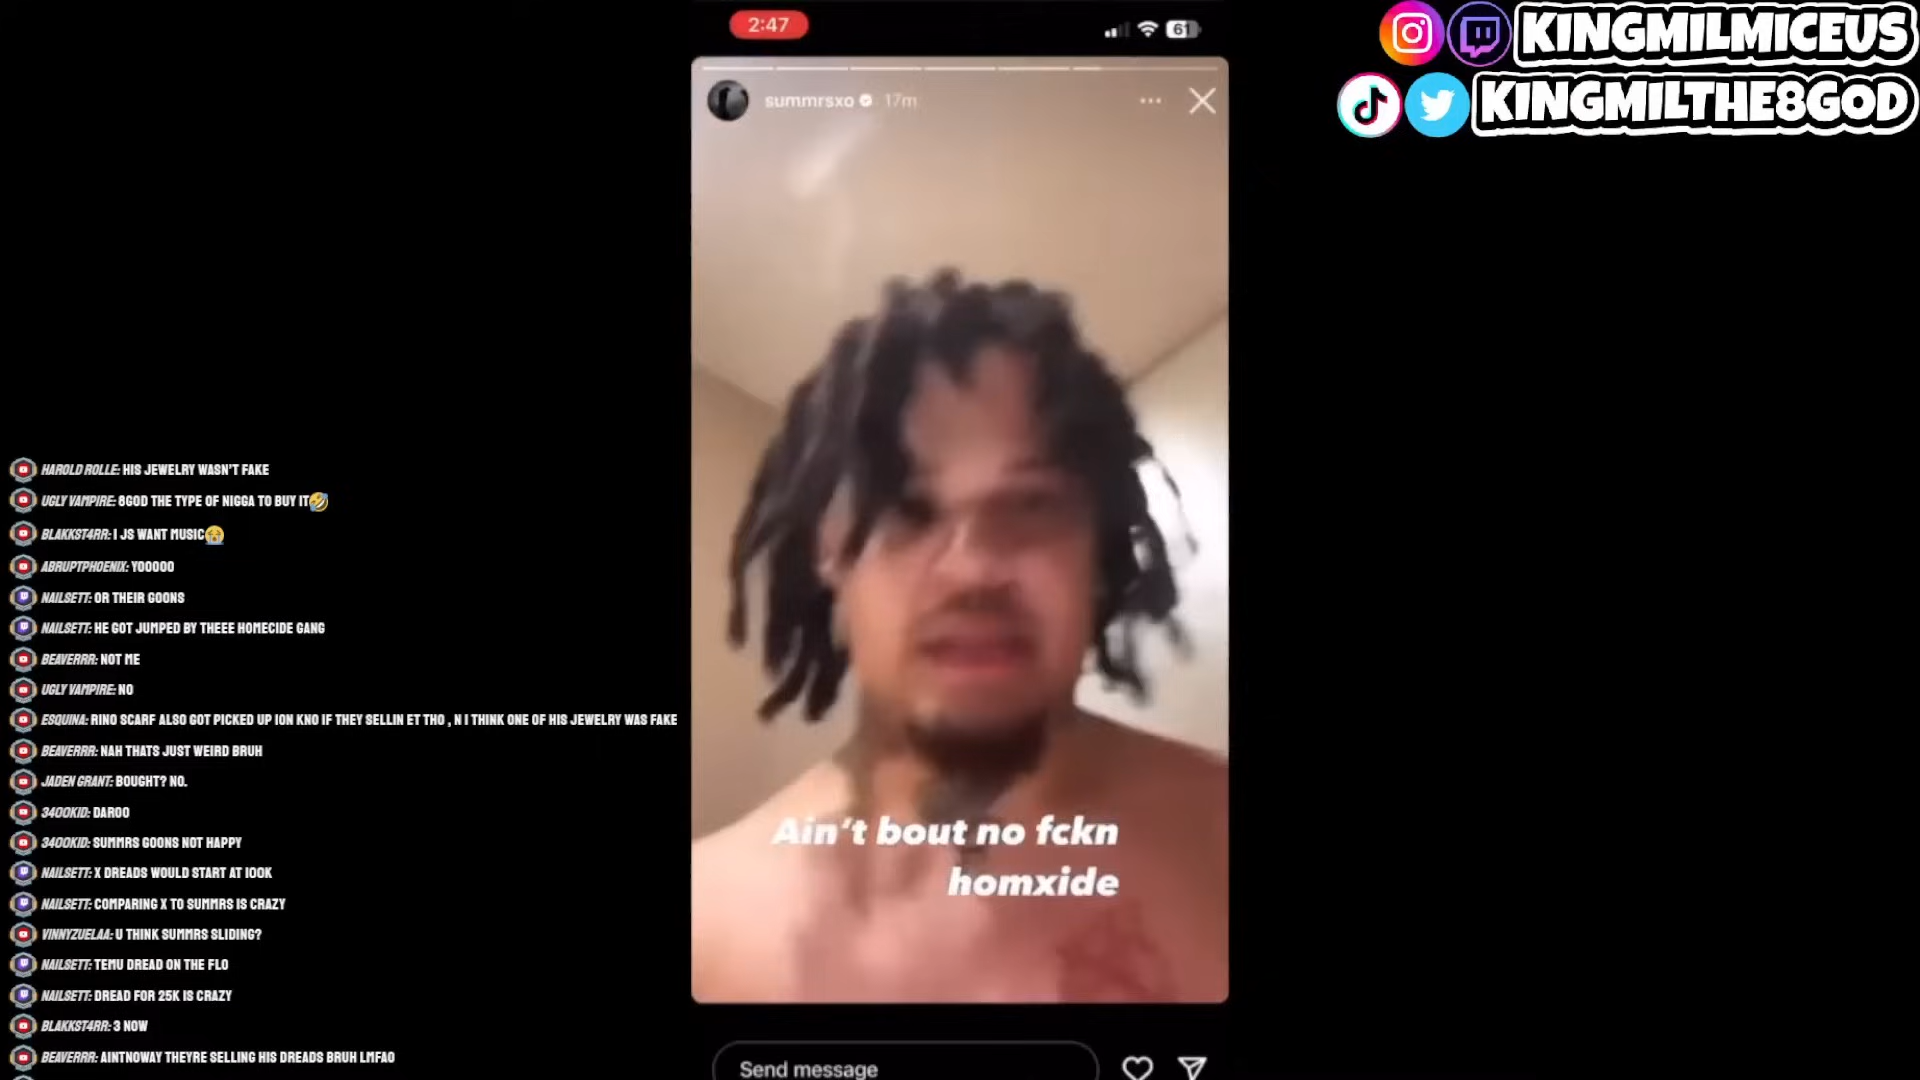 2:47
61
KINGMILMICEUS
KINGMILTHE8GOD
summrsxo 17m
HAROLD ROLLE: HIS JEWELRY WASN'T FAKE
UGLY VAMPIRE: 8GOD THE TYPE OF NIGGA TO BUY IT🤣
BLAKKST4RR: I JS WANT MUSIC😭
ABRUPTPHOENIX: YOOOOO
NAILSETT: OR THEIR GOONS
NAILSETT: HE GOT JUMPED BY THEEE HOMECIDE GANG
BEAVERRR: NOT ME
UGLY VAMPIRE: NO
ESQUINA: RINO SCARF ALSO GOT PICKED UP ION KNO IF THEY SELLIN ET THO , N I THINK ONE OF HIS JEWELRY WAS FAKE
BEAVERRR: NAH THATS JUST WEIRD BRUH
JADEN GRANT: BOUGHT? NO.
3400KID: DAROO
3400KID: SUMMRS GOONS NOT HAPPY
NAILSETT: X DREADS WOULD START AT 100K
NAILSETT: COMPARING X TO SUMMRS IS CRAZY
VINNYZUELAA: U THINK SUMMRS SLIDING?
NAILSETT: TEMU DREAD ON THE FLO
NAILSETT: DREAD FOR 25K IS CRAZY
BLAKKST4RR: 3 NOW
BEAVERRR: AINTNOWAY THEYRE SELLING HIS DREADS BRUH LMFAO
Ain't bout no fckn
homxide
Send message